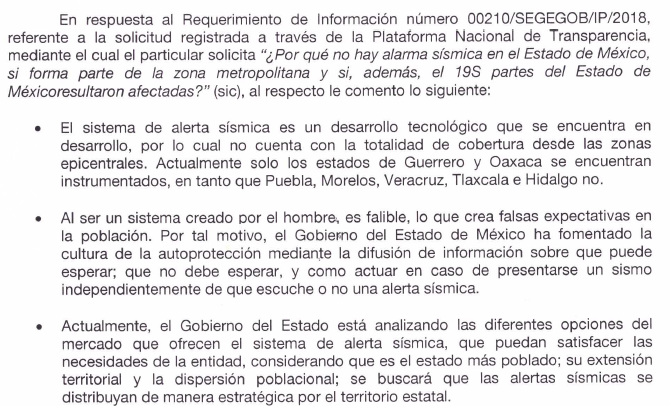 En respuesta al Requerimiento de Información número 00210/SEGEGOB/IP/2018,
referente a la solicitud registrada a través de la Plataforma Nacional de Transparencia,
mediante el cual el particular solicita "¿Por qué no hay alarma sísmica en el Estado de México,
si forma parte de la zona metropolitana y si, además, el 19S partes del Estado de
Méxicoresultaron afectadas?" (sic), al respecto le comento lo siguiente:
• El sistema de alerta sísmica es un desarrollo tecnológico que se encuentra en
desarrollo, por lo cual no cuenta con la totalidad de cobertura desde las zonas
epicentrales. Actualmente solo los estados de Guerrero y Oaxaca se encuentran
instrumentados, en tanto que Puebla, Morelos, Veracruz, Tlaxcala e Hidalgo no.
• Al ser un sistema creado por el hombre, es falible, lo que crea falsas expectativas en
la población. Por tal motivo, el Gobierno del Estado de México ha fomentado la
cultura de la autoprotección mediante la difusión de información sobre que puede
esperar; que no debe esperar, y como actuar en caso de presentarse un sismo
independientemente de que escuche o no una alerta sísmica.
• Actualmente, el Gobierno del Estado está analizando las diferentes opciones del
mercado que ofrecen el sistema de alerta sísmica, que puedan satisfacer las
necesidades de la entidad, considerando que es el estado más poblado; su extensión
territorial y la dispersión poblacional; se buscará que las alertas sísmicas se
distribuyan de manera estratégica por el territorio estatal.